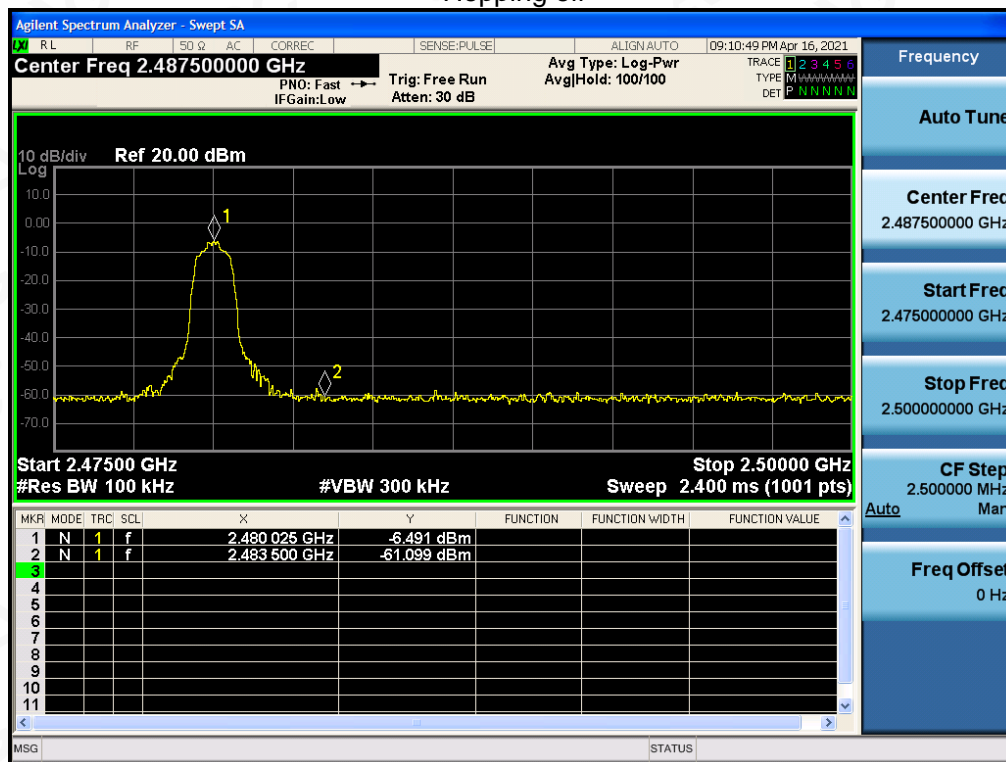 Agilent Spectrum Analyzer - Swept SA
LXI RL RF 50 Ω AC CORREC SENSE:PULSE ALIGN AUTO 09:10:49 PM Apr 16, 2021
Center Freq 2.487500000 GHz
PNO: Fast
IFGain:Low
Trig: Free Run
Atten: 30 dB
Avg Type: Log-Pwr
Avg|Hold: 100/100
TRACE 1 2 3 4 5 6
TYPE M
DET P N N N N N
10 dB/div Ref 20.00 dBm
Log
10.0
0.00
-10.0
-20.0
-30.0
-40.0
-50.0
-60.0
-70.0
1
2
Start 2.47500 GHz Stop 2.50000 GHz
#Res BW 100 kHz #VBW 300 kHz Sweep 2.400 ms (1001 pts)
MKR MODE TRC SCL X Y FUNCTION FUNCTION WIDTH FUNCTION VALUE
1 N 1 f 2.480 025 GHz -6.491 dBm
2 N 1 f 2.483 500 GHz -61.099 dBm
3
4
5
6
7
8
9
10
11
MSG STATUS
Frequency
Auto Tune
Center Freq
2.487500000 GHz
Start Freq
2.475000000 GHz
Stop Freq
2.500000000 GHz
CF Step
2.500000 MHz
Auto Man
Freq Offset
0 Hz